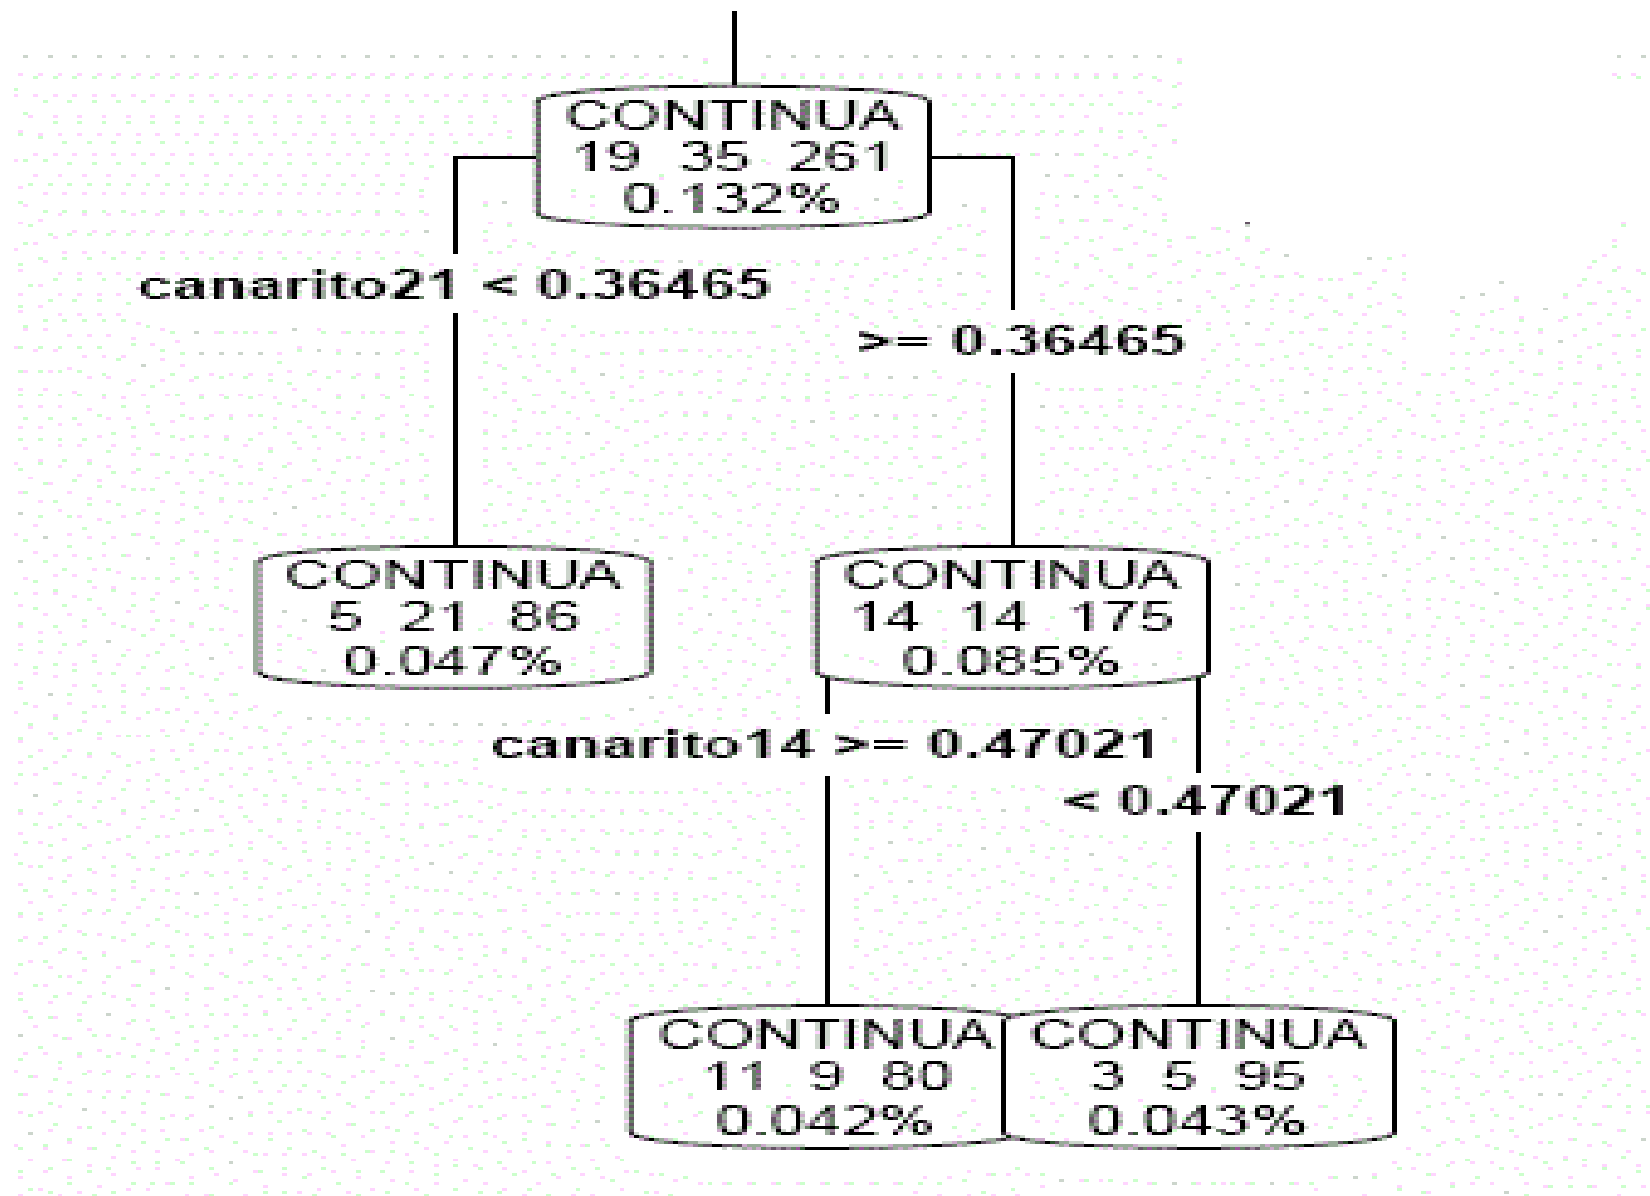 CONTINUA
19 35 261
0.132%
canarito21 < 0.36465
>= 0.36465
CONTINUA
5 21 86
0.047%
CONTINUA
14 14 175
0.085%
canarito14 >= 0.47021
< 0.47021
CONTINUA
11 9 80
0.042%
CONTINUA
3 5 95
0.043%